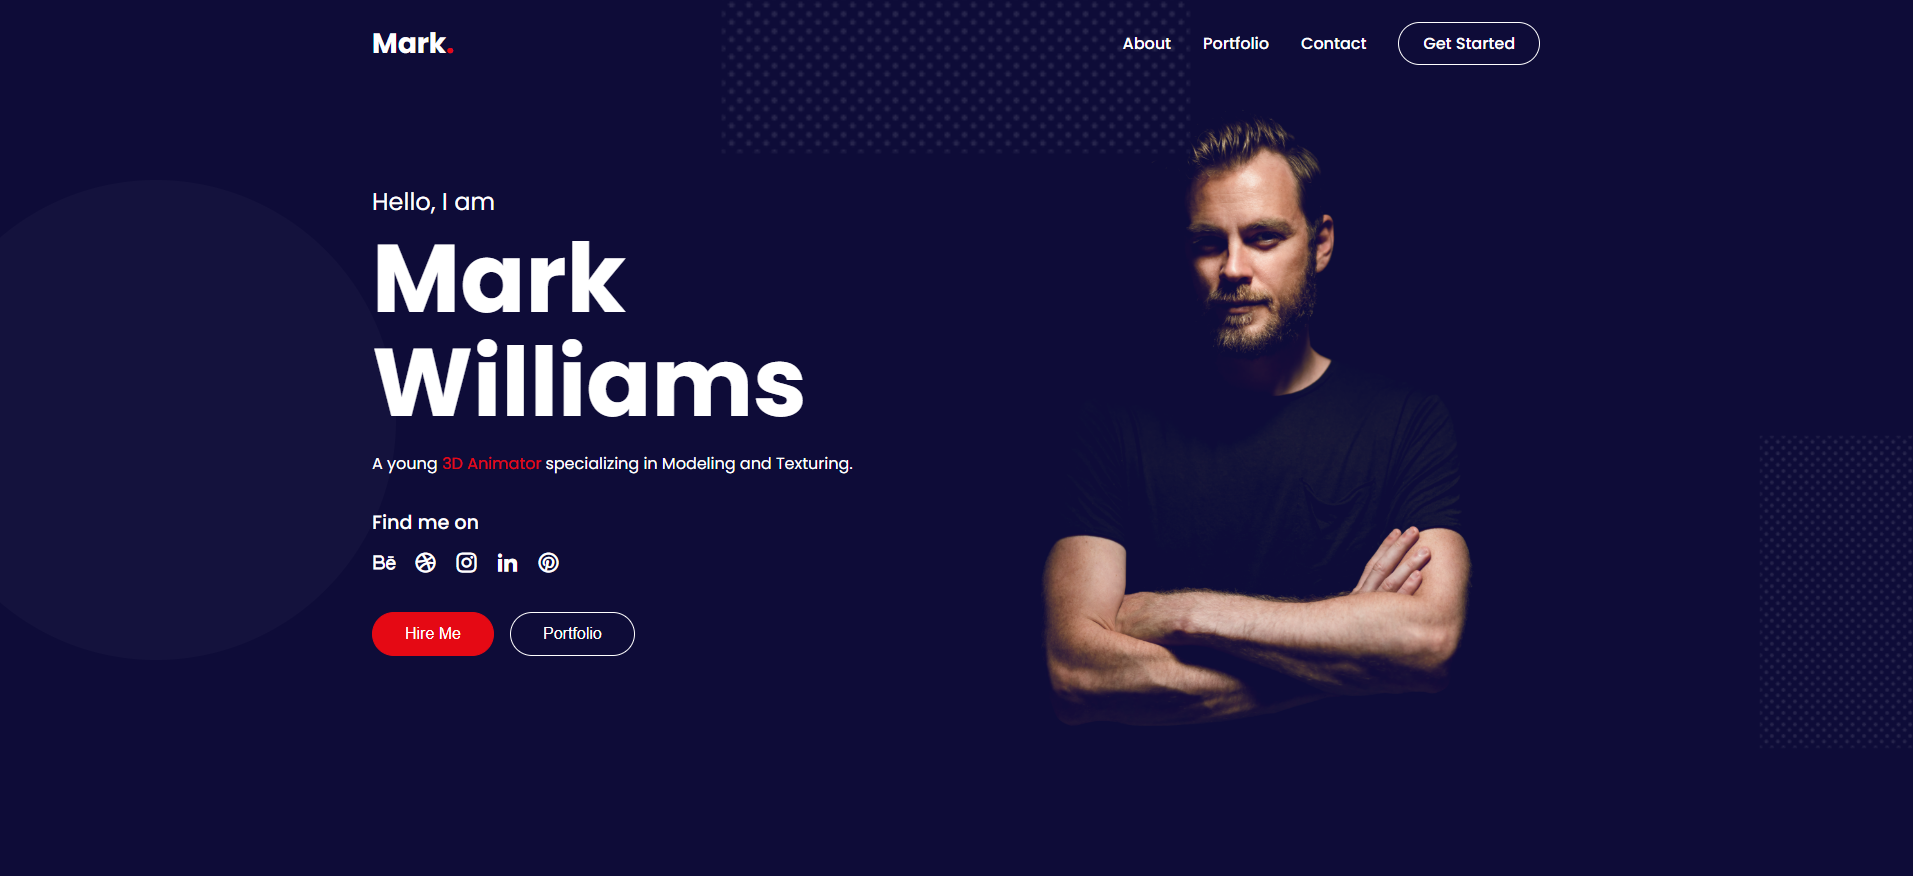 Mark.
About Portfolio Contact Get Started
Hello, I am
Mark
Williams
A young 3D Animator specializing in Modeling and Texturing.
Find me on
Bē in
Hire Me Portfolio